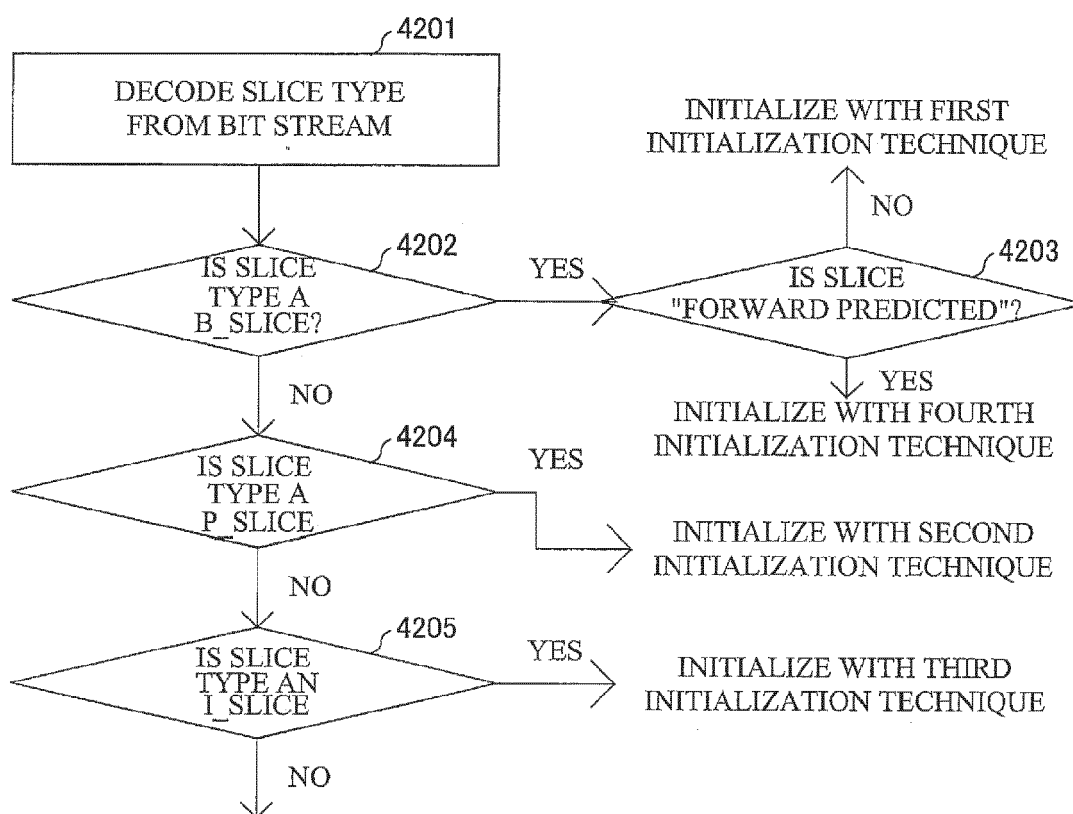 4201
DECODE SLICE TYPE
FROM BIT STREAM
INITIALIZE WITH FIRST
INITIALIZATION TECHNIQUE
NO
4202
IS SLICE
TYPE A
B_SLICE?
YES
4203
IS SLICE
"FORWARD PREDICTED"?
YES
INITIALIZE WITH FOURTH
INITIALIZATION TECHNIQUE
NO
4204
IS SLICE
TYPE A
P_SLICE
YES
INITIALIZE WITH SECOND
INITIALIZATION TECHNIQUE
NO
4205
IS SLICE
TYPE AN
I_SLICE
YES
INITIALIZE WITH THIRD
INITIALIZATION TECHNIQUE
NO